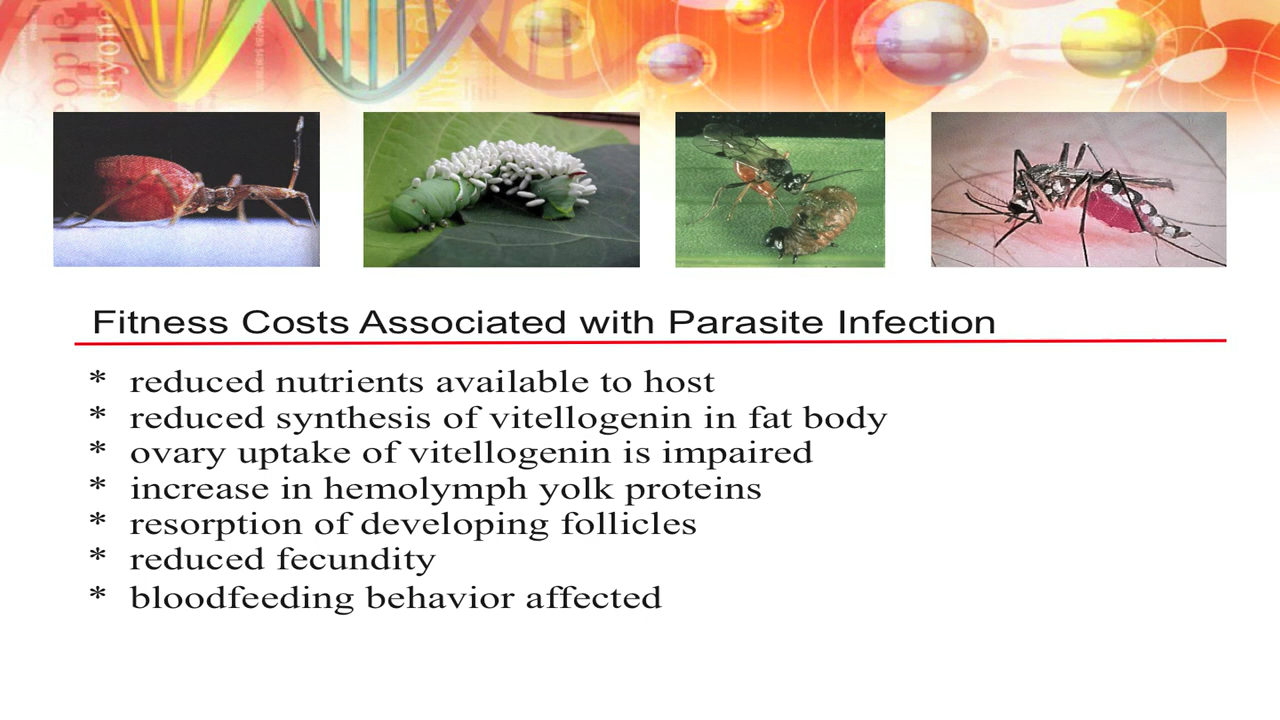 Fitness Costs Associated with Parasite Infection
* reduced nutrients available to host
* reduced synthesis of vitellogenin in fat body
* ovary uptake of vitellogenin is impaired
* increase in hemolymph yolk proteins
* resorption of developing follicles
* reduced fecundity
* bloodfeeding behavior affected